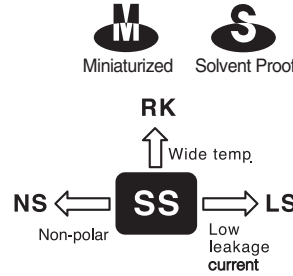 M S
Miniaturized Solvent Proof
RK
Wide temp.
NS SS LS
Non-polar
Low
leakage
current